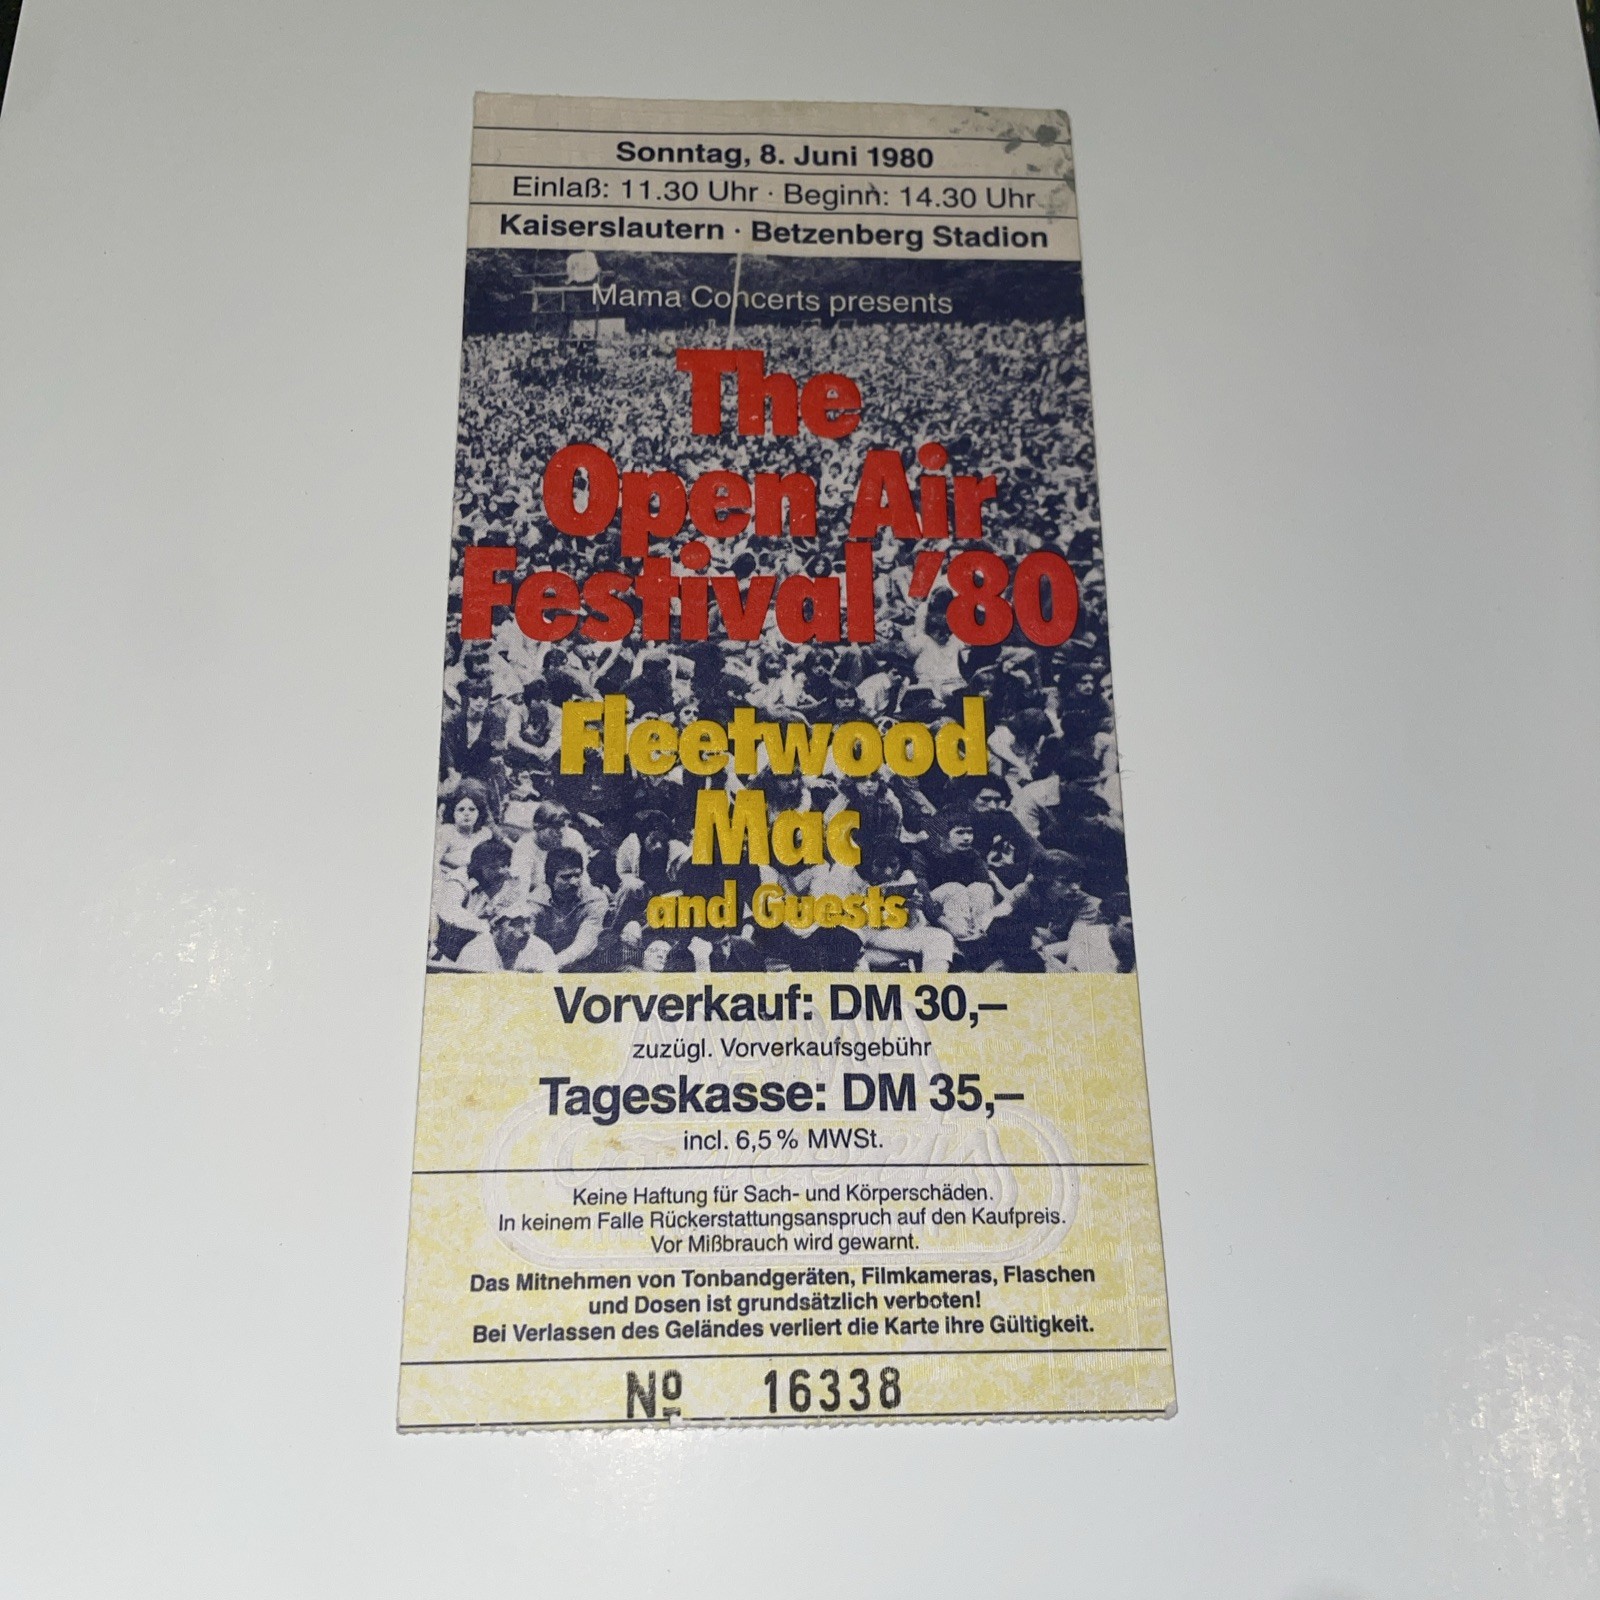 Sonntag, 8. Juni 1980
Einlaß: 11.30 Uhr · Beginn: 14.30 Uhr
Kaiserslautern · Betzenberg Stadion
Mama Concerts presents
The
Open Air
Festival '80
Fleetwood
Mac
and Guests
Vorverkauf: DM 30,–
zuzügl. Vorverkaufsgebühr
Tageskasse: DM 35,–
incl. 6,5% MWSt.
Keine Haftung für Sach- und Körperschäden.
In keinem Falle Rückerstattungsanspruch auf den Kaufpreis.
Vor Mißbrauch wird gewarnt.
Das Mitnehmen von Tonbandgeräten, Filmkameras, Flaschen
und Dosen ist grundsätzlich verboten!
Bei Verlassen des Geländes verliert die Karte ihre Gültigkeit.
Nº 16338